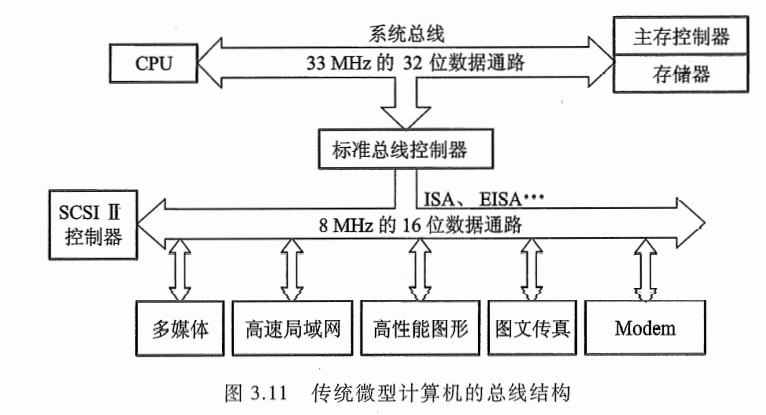 系统总线
CPU
33 MHz 的 32 位数据通路
主存控制器
存储器
标准总线控制器
ISA、EISA…
SCSI Ⅱ
控制器
8 MHz 的 16 位数据通路
多媒体
高速局域网
高性能图形
图文传真
Modem
图 3.11 传统微型计算机的总线结构